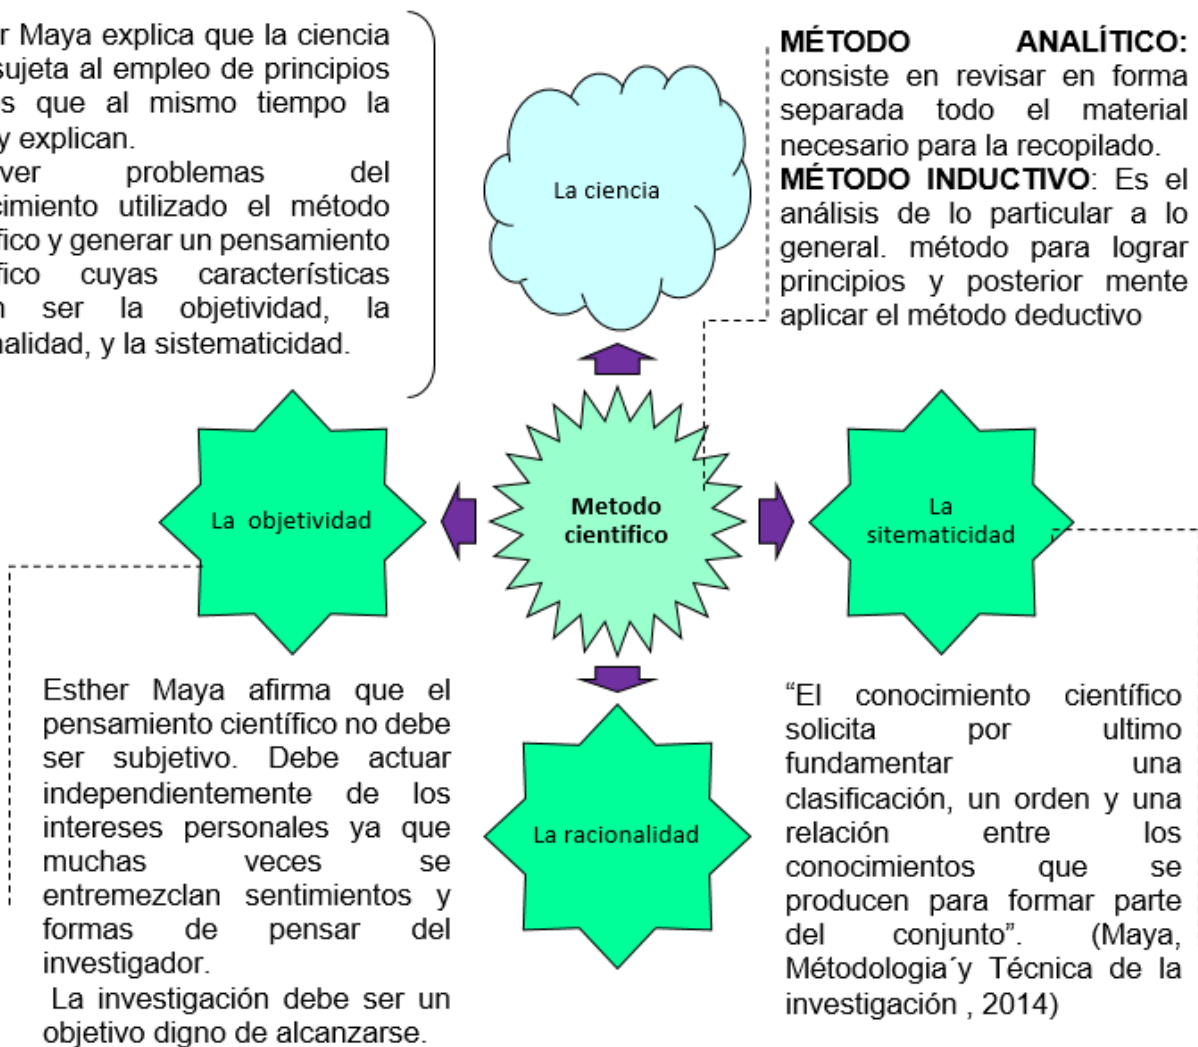 r Maya explica que la ciencia
sujeta al empleo de principios
s que al mismo tiempo la
y explican.
ver problemas del
cimiento utilizado el método
fico y generar un pensamiento
fico cuyas características
n ser la objetividad, la
nalidad, y la sistematicidad.
La ciencia
MÉTODO ANALÍTICO:
consiste en revisar en forma
separada todo el material
necesario para la recopilado.
MÉTODO INDUCTIVO: Es el
análisis de lo particular a lo
general. método para lograr
principios y posterior mente
aplicar el método deductivo
La objetividad
Metodo
cientifico
La
sitematicidad
Esther Maya afirma que el
pensamiento científico no debe
ser subjetivo. Debe actuar
independientemente de los
intereses personales ya que
muchas veces se
entremezclan sentimientos y
formas de pensar del
investigador.
La investigación debe ser un
objetivo digno de alcanzarse.
La racionalidad
“El conocimiento científico
solicita por ultimo
fundamentar una
clasificación, un orden y una
relación entre los
conocimientos que se
producen para formar parte
del conjunto”. (Maya,
Métodologia´y Técnica de la
investigación , 2014)